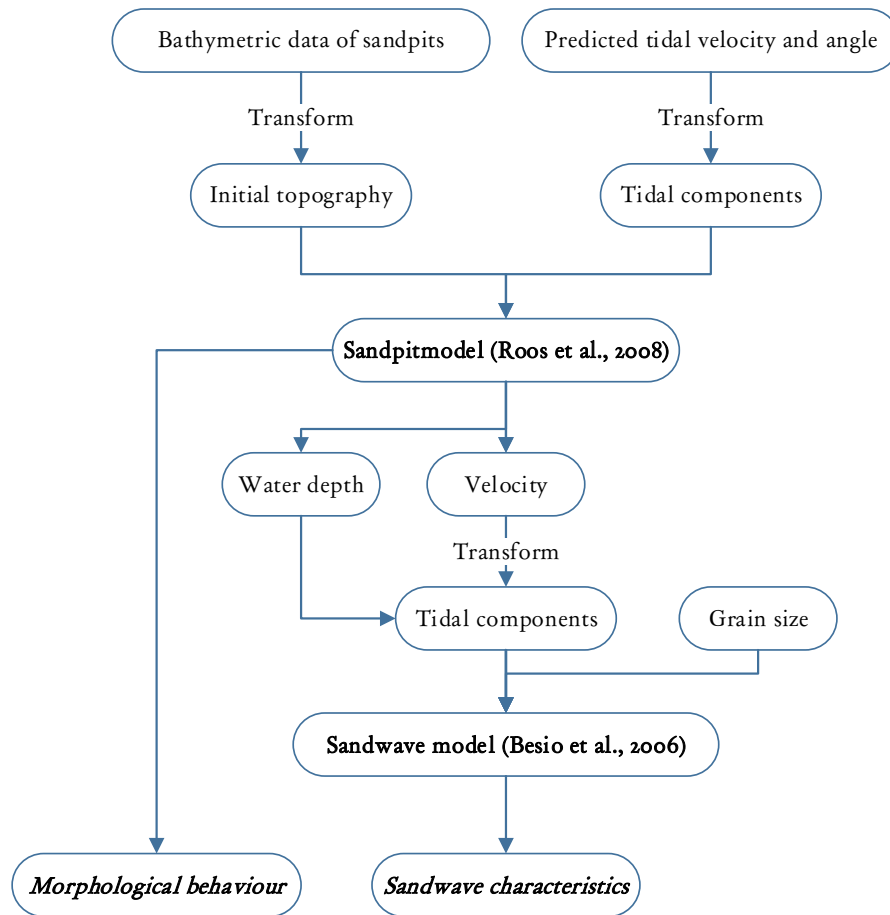 Bathymetric data of sandpits
Predicted tidal velocity and angle
Transform
Transform
Initial topography
Tidal components
Sandpitmodel (Roos et al., 2008)
Water depth
Velocity
Transform
Tidal components
Grain size
Sandwave model (Besio et al., 2006)
Morphological behaviour
Sandwave characteristics